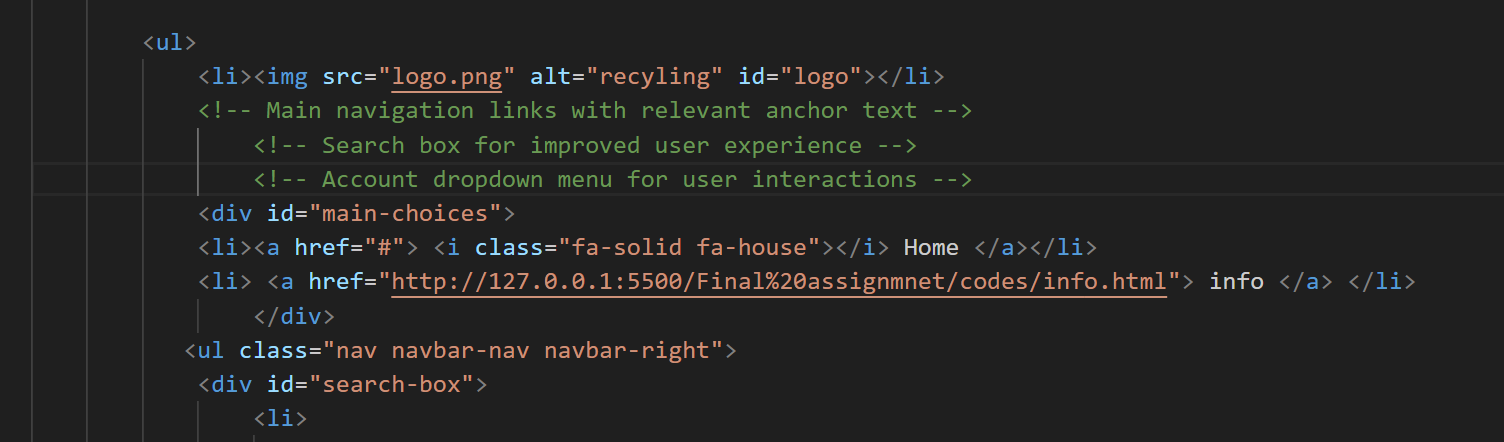 <ul>
<li><img src="logo.png" alt="recyling" id="logo"></li>
<!-- Main navigation links with relevant anchor text -->
<!-- Search box for improved user experience -->
<!-- Account dropdown menu for user interactions -->
<div id="main-choices">
<li><a href="#"> <i class="fa-solid fa-house"></i> Home </a></li>
<li> <a href="http://127.0.0.1:5500/Final%20assignmnet/codes/info.html"> info </a> </li>
</div>
<ul class="nav navbar-nav navbar-right">
<div id="search-box">
<li>